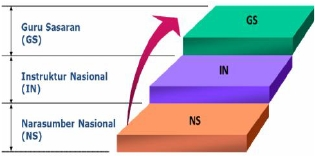 Guru Sasaran
(GS)
GS
Instruktur Nasional
(IN)
IN
Narasumber Nasional
(NS)
NS